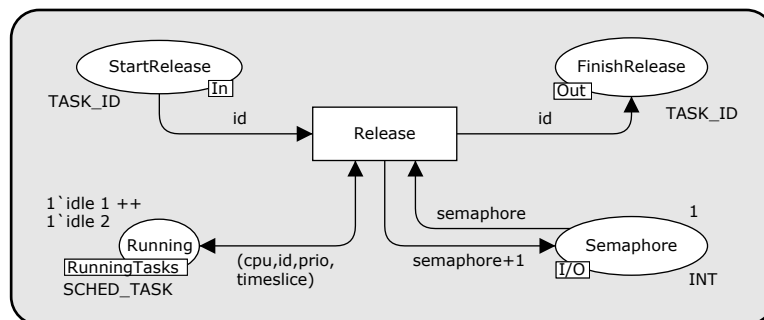 StartRelease
In
TASK_ID
id
Release
id
FinishRelease
Out
TASK_ID
1`idle 1 ++
1`idle 2
Running
RunningTasks
SCHED_TASK
(cpu,id,prio,
timeslice)
semaphore
semaphore+1
1
Semaphore
I/O
INT